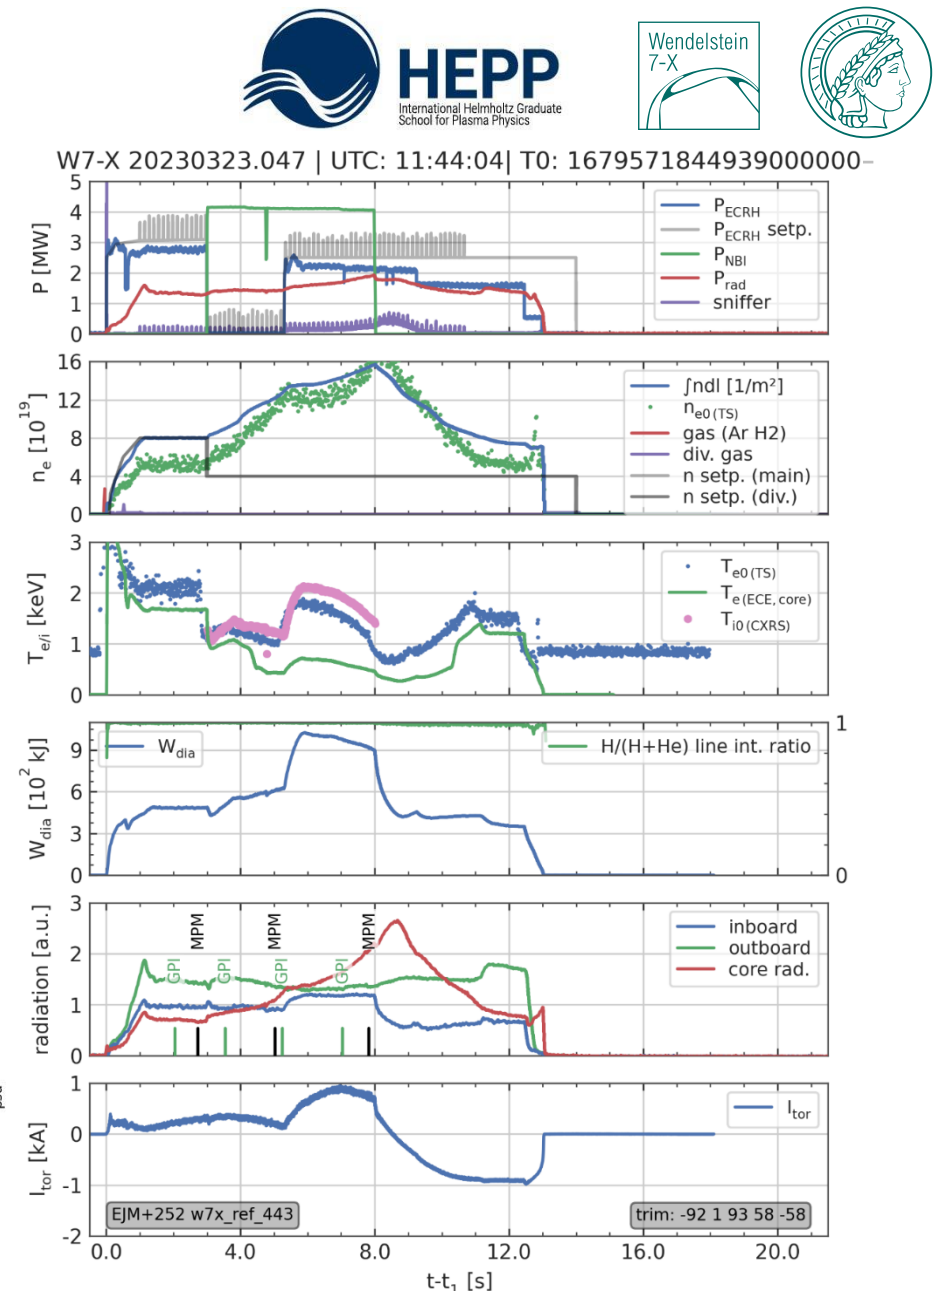 HEPP
International Helmholtz Graduate
School for Plasma Physics
Wendelstein
7-X
W7-X 20230323.047 | UTC: 11:44:04| T0: 1679571844939000000
5
4
3
2
1
0
P [MW]
P_ECRH
P_ECRH setp.
P_NBI
P_rad
sniffer
16
12
8
4
0
n_e [10^19]
∫ndl [1/m²]
n_e0 (TS)
gas (Ar H2)
div. gas
n setp. (main)
n setp. (div.)
3
2
1
0
T_e/i [keV]
T_e0 (TS)
T_e (ECE, core)
T_i0 (CXRS)
9
6
3
0
W_dia [10² kJ]
W_dia
H/(H+He) line int. ratio
1
0
3
2
1
0
radiation [a.u.]
GPI
MPM
GPI
MPM
GPI
GPI
MPM
inboard
outboard
core rad.
1
0
-1
-2
I_tor [kA]
I_tor
EJM+252 w7x_ref_443
trim: -92 1 93 58 -58
0.0 4.0 8.0 12.0 16.0 20.0
t-t_1 [s]